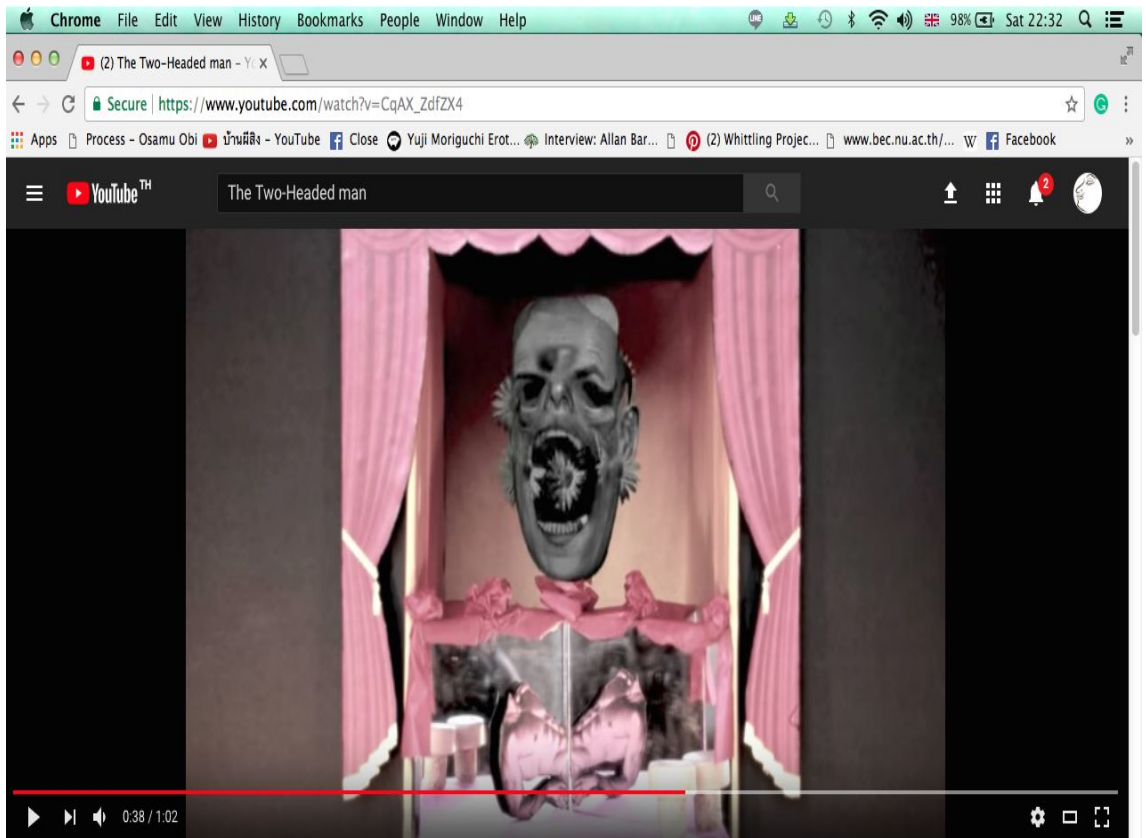 Chrome File Edit View History Bookmarks People Window Help LINE 98% Sat 22:32
(2) The Two-Headed man – Yo
Secure https://www.youtube.com/watch?v=CqAX_ZdfZX4
Apps Process – Osamu Obi บ้านผีสิง – YouTube Close Yuji Moriguchi Erot... Interview: Allan Bar... (2) Whittling Projec... www.bec.nu.ac.th/... W Facebook »
YouTube TH The Two-Headed man 2
0:38 / 1:02